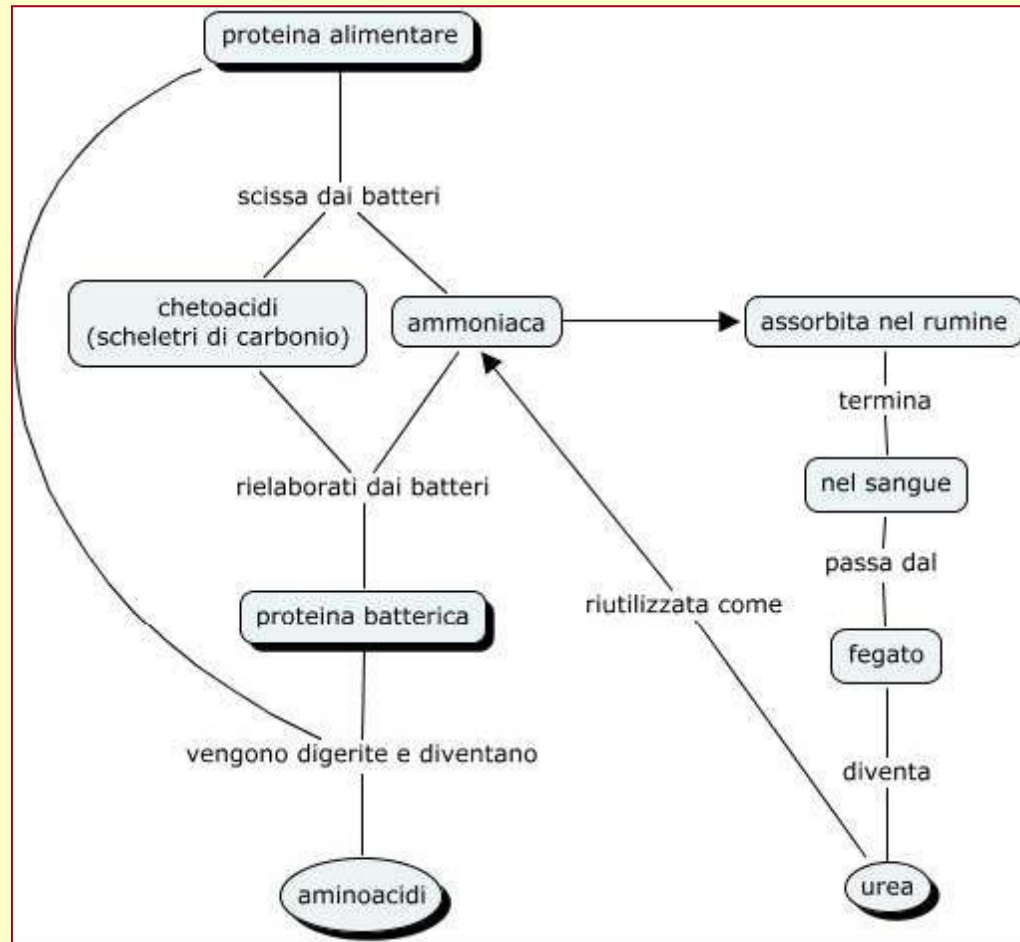 proteina alimentare
scissa dai batteri
chetoacidi
(scheletri di carbonio)
ammoniaca
assorbita nel rumine
termina
rielaborati dai batteri
nel sangue
passa dal
riutilizzata come
proteina batterica
fegato
vengono digerite e diventano
diventa
aminoacidi
urea